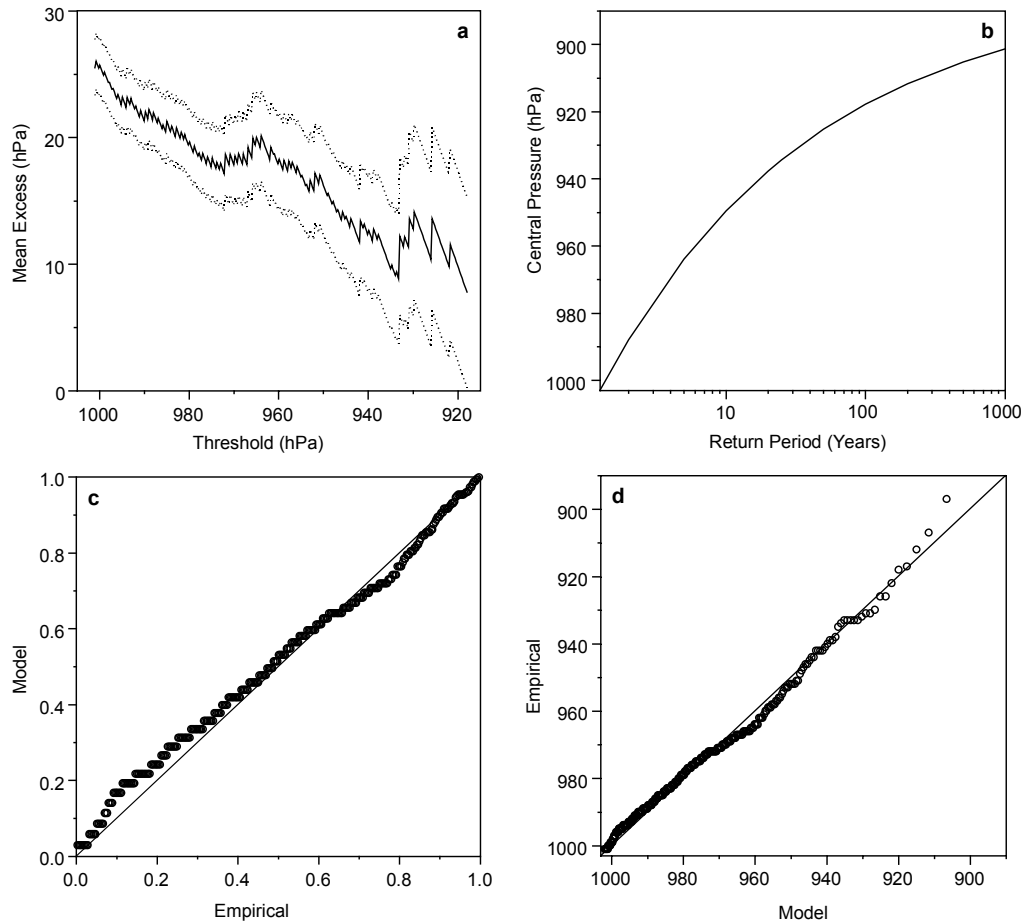 a
30
20
10
0
Mean Excess (hPa)
1000 980 960 940 920
Threshold (hPa)
b
900
920
940
960
980
1000
Central Pressure (hPa)
10 100 1000
Return Period (Years)
c
1.0
0.8
0.6
0.4
0.2
0.0
Model
0.0 0.2 0.4 0.6 0.8 1.0
Empirical
d
900
920
940
960
980
1000
Empirical
1000 980 960 940 920 900
Model